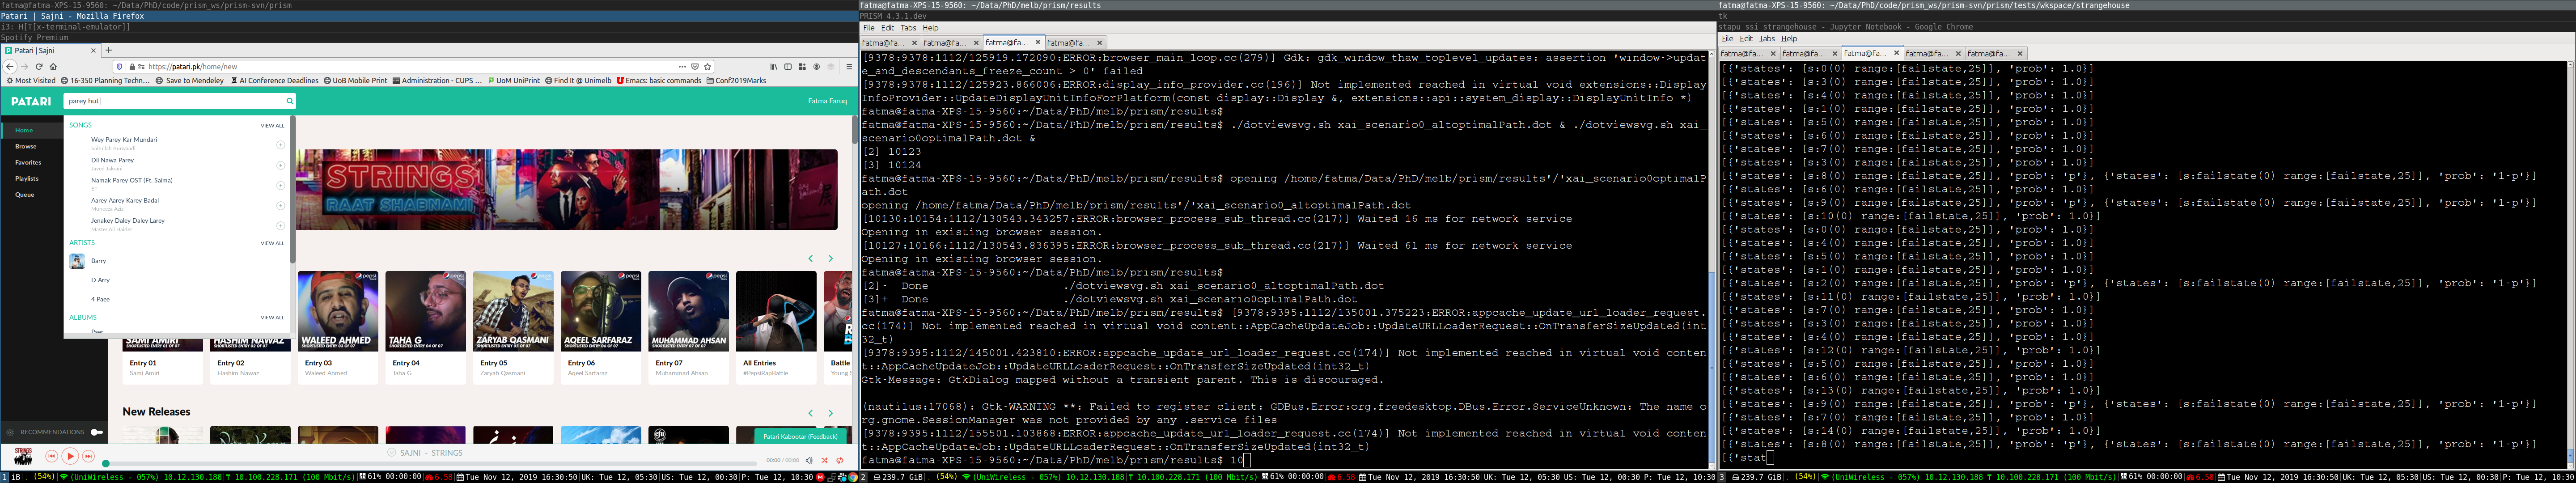 fatma@fatma-XPS-15-9560: ~/Data/PhD/code/prism_ws/prism-svn/prism
Patari | Sajni - Mozilla Firefox
i3: H[T[x-terminal-emulator]]
Spotify Premium
Patari | Sajni
https://patari.pk/home/new
Most Visited
16-350 Planning Techn...
Save to Mendeley
AI Conference Deadlines
UoB Mobile Print
Administration - CUPS ...
UoM UniPrint
Find It @ Unimelb
Emacs: basic commands
Conf2019Marks
PATARI
parey hut
Fatma Faruq
Home
Browse
Favorites
Playlists
Queue
SONGS
VIEW ALL
Wey Parey Kar Mundari
Dil Nawa Parey
Namak Parey OST (Ft. Saima)
Aarey Aarey Karey Badal
Jenakey Daley Daley Larey
Master Ali Haider
ARTISTS
VIEW ALL
Barry
D Arry
4 Paee
ALBUMS
VIEW ALL
STRINGS
RAAT SHABNAMI
Entry 01
Sami Amiri
Entry 02
Hashim Nawaz
WALEED AHMED
Entry 03
Waleed Ahmed
TAHA G
Entry 04
Taha G
ZARYAB QASMANI
Entry 05
Zaryab Qasmani
AQEEL SARFARAZ
Entry 06
Aqeel Sarfaraz
MUHAMMAD AHSAN
Entry 07
Muhammad Ahsan
All Entries
#PepsiRapBattle
Battle
New Releases
RECOMMENDATIONS
Patari Kabootar (Feedback)
SAJNI - STRINGS
00:00 / 00:00
fatma@fatma-XPS-15-9560: ~/Data/PhD/melb/prism/results
PRISM 4.3.1.dev
File Edit Tabs Help
fatma@fa... fatma@fa... fatma@fa... fatma@fa...
[9378:9378:1112/125919.172090:ERROR:browser_main_loop.cc(279)] Gdk: gdk_window_thaw_toplevel_updates: assertion 'window->updat
e_and_descendants_freeze_count > 0' failed
[9378:9378:1112/125923.866006:ERROR:display_info_provider.cc(196)] Not implemented reached in virtual void extensions::Display
InfoProvider::UpdateDisplayUnitInfoForPlatform(const display::Display &, extensions::api::system_display::DisplayUnitInfo *)
fatma@fatma-XPS-15-9560:~/Data/PhD/melb/prism/results$
fatma@fatma-XPS-15-9560:~/Data/PhD/melb/prism/results$ ./dotviewsvg.sh xai_scenario0_altoptimalPath.dot & ./dotviewsvg.sh xai_
scenario0optimalPath.dot &
[2] 10123
[3] 10124
fatma@fatma-XPS-15-9560:~/Data/PhD/melb/prism/results$ opening /home/fatma/Data/PhD/melb/prism/results'/'xai_scenario0optimalP
ath.dot
opening /home/fatma/Data/PhD/melb/prism/results'/'xai_scenario0_altoptimalPath.dot
[10130:10154:1112/130543.343257:ERROR:browser_process_sub_thread.cc(217)] Waited 16 ms for network service
Opening in existing browser session.
[10127:10166:1112/130543.836395:ERROR:browser_process_sub_thread.cc(217)] Waited 61 ms for network service
Opening in existing browser session.
fatma@fatma-XPS-15-9560:~/Data/PhD/melb/prism/results$
[2]- Done ./dotviewsvg.sh xai_scenario0_altoptimalPath.dot
[3]+ Done ./dotviewsvg.sh xai_scenario0optimalPath.dot
fatma@fatma-XPS-15-9560:~/Data/PhD/melb/prism/results$ [9378:9395:1112/135001.375223:ERROR:appcache_update_url_loader_request.
cc(174)] Not implemented reached in virtual void content::AppCacheUpdateJob::UpdateURLLoaderRequest::OnTransferSizeUpdated(int
32_t)
[9378:9395:1112/145001.423810:ERROR:appcache_update_url_loader_request.cc(174)] Not implemented reached in virtual void conten
t::AppCacheUpdateJob::UpdateURLLoaderRequest::OnTransferSizeUpdated(int32_t)
Gtk-Message: GtkDialog mapped without a transient parent. This is discouraged.
(nautilus:17068): Gtk-WARNING **: Failed to register client: GDBus.Error:org.freedesktop.DBus.Error.ServiceUnknown: The name o
rg.gnome.SessionManager was not provided by any .service files
[9378:9395:1112/155501.103868:ERROR:appcache_update_url_loader_request.cc(174)] Not implemented reached in virtual void conten
t::AppCacheUpdateJob::UpdateURLLoaderRequest::OnTransferSizeUpdated(int32_t)
fatma@fatma-XPS-15-9560:~/Data/PhD/melb/prism/results$ 10
fatma@fatma-XPS-15-9560: ~/Data/PhD/code/prism_ws/prism-svn/prism/tests/wkspace/strangehouse
tk
stapu_ssi_strangehouse - Jupyter Notebook - Google Chrome
File Edit Tabs Help
fatma@fa... fatma@fa... fatma@fa... fatma@fa... fatma@fa...
[{'states': [s:0(0) range:[failstate,25]], 'prob': 1.0}]
[{'states': [s:3(0) range:[failstate,25]], 'prob': 1.0}]
[{'states': [s:4(0) range:[failstate,25]], 'prob': 1.0}]
[{'states': [s:1(0) range:[failstate,25]], 'prob': 1.0}]
[{'states': [s:5(0) range:[failstate,25]], 'prob': 1.0}]
[{'states': [s:6(0) range:[failstate,25]], 'prob': 1.0}]
[{'states': [s:7(0) range:[failstate,25]], 'prob': 1.0}]
[{'states': [s:3(0) range:[failstate,25]], 'prob': 1.0}]
[{'states': [s:8(0) range:[failstate,25]], 'prob': 'p'}, {'states': [s:failstate(0) range:[failstate,25]], 'prob': '1-p'}]
[{'states': [s:6(0) range:[failstate,25]], 'prob': 1.0}]
[{'states': [s:9(0) range:[failstate,25]], 'prob': 'p'}, {'states': [s:failstate(0) range:[failstate,25]], 'prob': '1-p'}]
[{'states': [s:10(0) range:[failstate,25]], 'prob': 1.0}]
[{'states': [s:0(0) range:[failstate,25]], 'prob': 1.0}]
[{'states': [s:4(0) range:[failstate,25]], 'prob': 1.0}]
[{'states': [s:5(0) range:[failstate,25]], 'prob': 1.0}]
[{'states': [s:1(0) range:[failstate,25]], 'prob': 1.0}]
[{'states': [s:2(0) range:[failstate,25]], 'prob': 'p'}, {'states': [s:failstate(0) range:[failstate,25]], 'prob': '1-p'}]
[{'states': [s:11(0) range:[failstate,25]], 'prob': 1.0}]
[{'states': [s:7(0) range:[failstate,25]], 'prob': 1.0}]
[{'states': [s:3(0) range:[failstate,25]], 'prob': 1.0}]
[{'states': [s:4(0) range:[failstate,25]], 'prob': 1.0}]
[{'states': [s:12(0) range:[failstate,25]], 'prob': 1.0}]
[{'states': [s:5(0) range:[failstate,25]], 'prob': 1.0}]
[{'states': [s:6(0) range:[failstate,25]], 'prob': 1.0}]
[{'states': [s:13(0) range:[failstate,25]], 'prob': 1.0}]
[{'states': [s:9(0) range:[failstate,25]], 'prob': 'p'}, {'states': [s:failstate(0) range:[failstate,25]], 'prob': '1-p'}]
[{'states': [s:7(0) range:[failstate,25]], 'prob': 1.0}]
[{'states': [s:14(0) range:[failstate,25]], 'prob': 1.0}]
[{'states': [s:8(0) range:[failstate,25]], 'prob': 'p'}, {'states': [s:failstate(0) range:[failstate,25]], 'prob': '1-p'}]
[{'stat
1 iB|. (54%)|(UniWireless - 057%) 10.12.130.188|T 10.100.228.171 (100 Mbit/s)|61% 00:00:00|6.58|Tue Nov 12, 2019 16:30:50|UK: Tue 12, 05:30|US: Tue 12, 00:30|P: Tue 12, 10:30
2 239.7 GiB|. (54%)|(UniWireless - 057%) 10.12.130.188|T 10.100.228.171 (100 Mbit/s)|61% 00:00:00|6.58|Tue Nov 12, 2019 16:30:50|UK: Tue 12, 05:30|US: Tue 12, 00:30|P: Tue 12, 10:30
3 239.7 GiB|. (54%)|(UniWireless - 057%) 10.12.130.188|T 10.100.228.171 (100 Mbit/s)|61% 00:00:00|6.58|Tue Nov 12, 2019 16:30:50|UK: Tue 12, 05:30|US: Tue 12, 00:30|P: Tue 12, 10:30